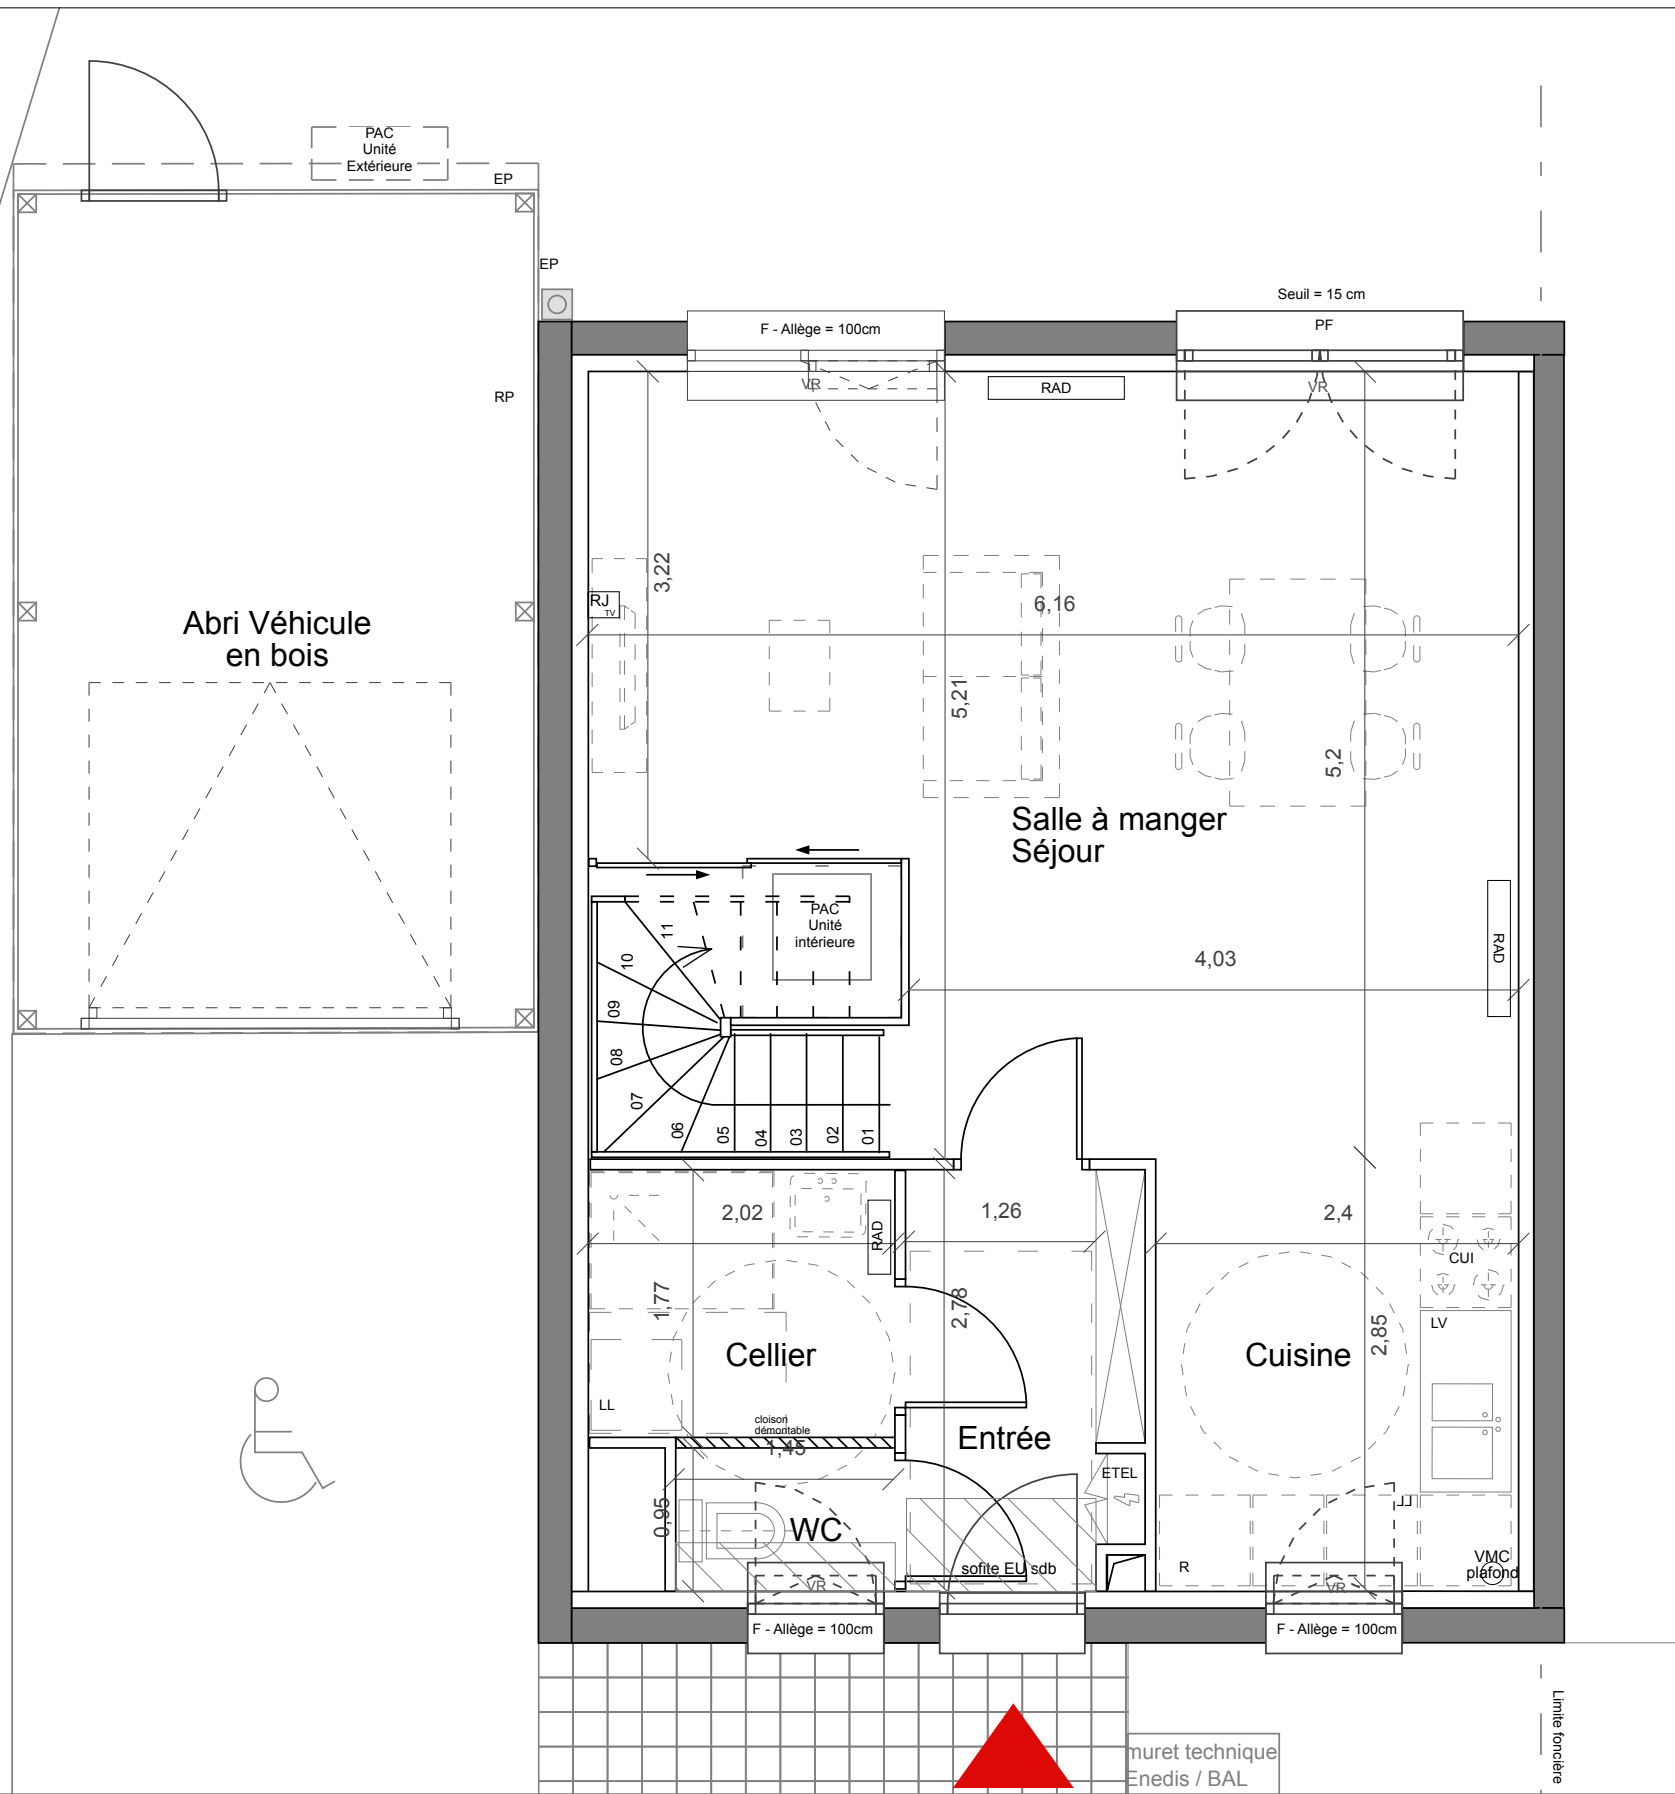 PAC
Unité
Extérieure
EP
EP
Seuil = 15 cm
F - Allège = 100cm
PF
VR
RAD
VR
RP
3,22
RJ
TV
6,16
Abri Véhicule
en bois
5,21
5,2
Salle à manger
Séjour
PAC
Unité
intérieure
11
10
09
08
07
06
05
04
03
02
01
4,03
RAD
2,02
1,26
2,4
RAD
CUI
1,77
2,78
2,85
LV
Cellier
Cuisine
LL
cloison
démontable
1,45
Entrée
ETEL
0,95
WC
LL
sofite EU sdb
R
VMC
plafond
VR
VR
F - Allège = 100cm
F - Allège = 100cm
Limite foncière
muret technique
Enedis / BAL